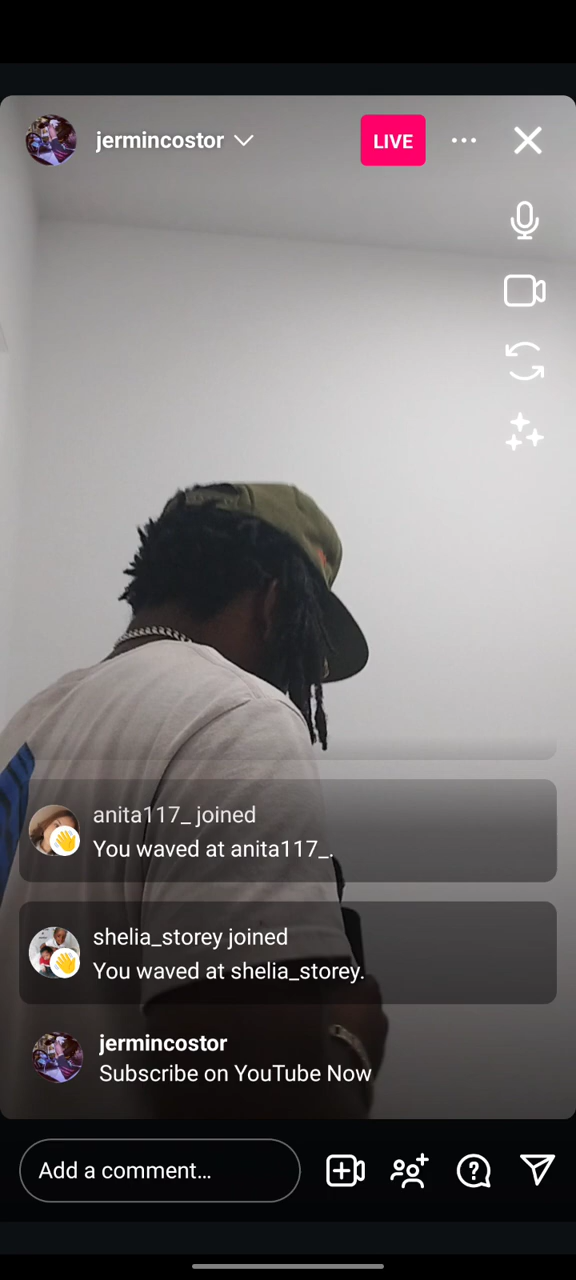 jermincostor
LIVE
anita117_ joined
You waved at anita117_.
shelia_storey joined
You waved at shelia_storey.
jermincostor
Subscribe on YouTube Now
Add a comment...